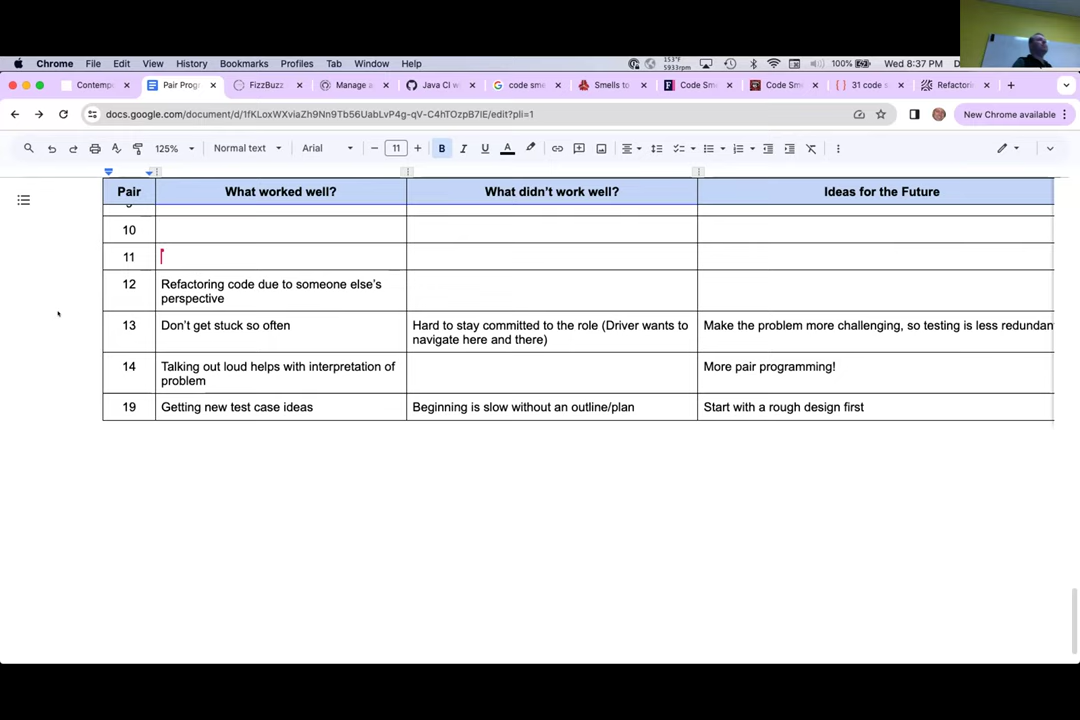 Chrome File Edit View History Bookmarks Profiles Tab Window Help 153°F 5933rpm 100% Wed 8:37 PM
Contemp Pair Prog FizzBuzz Manage a Java CI w code sme Smells to Code Sm Code Sm 31 code s Refactorin
docs.google.com/document/d/1fKLoxWXviaZh9Nn9Tb56UabLvP4g-qV-C4hTOzpB7lE/edit?pli=1 New Chrome available
125% Normal text Arial 11 B I U A
Pair What worked well? What didn't work well? Ideas for the Future
10
11
12 Refactoring code due to someone else's
perspective
13 Don't get stuck so often Hard to stay committed to the role (Driver wants to
navigate here and there) Make the problem more challenging, so testing is less redundan
14 Talking out loud helps with interpretation of
problem More pair programming!
19 Getting new test case ideas Beginning is slow without an outline/plan Start with a rough design first